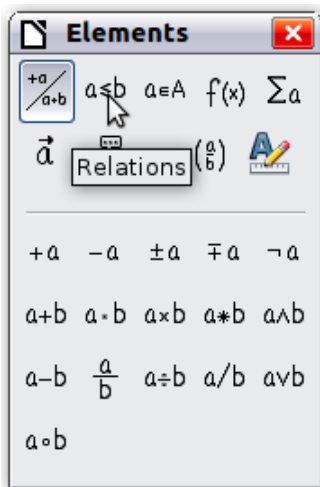 Elements
+a/a+b a≤b a∈A f(x) Σa
a⃗ Relations (a/b) A
+a −a ±a ∓a ¬a
a+b a·b a×b a∗b a∧b
a−b a/b a÷b a/b a∨b
a∘b